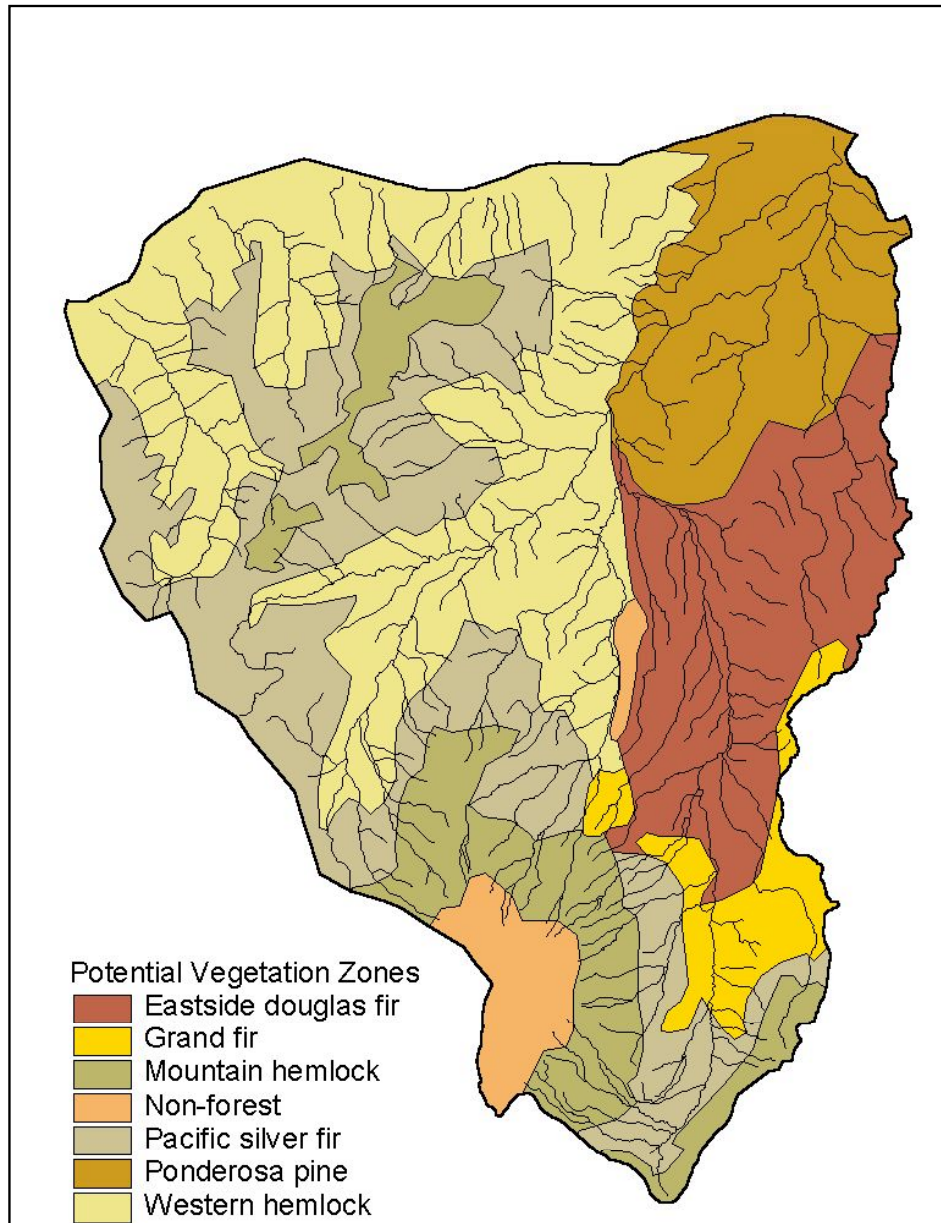 Potential Vegetation Zones
Eastside douglas fir
Grand fir
Mountain hemlock
Non-forest
Pacific silver fir
Ponderosa pine
Western hemlock